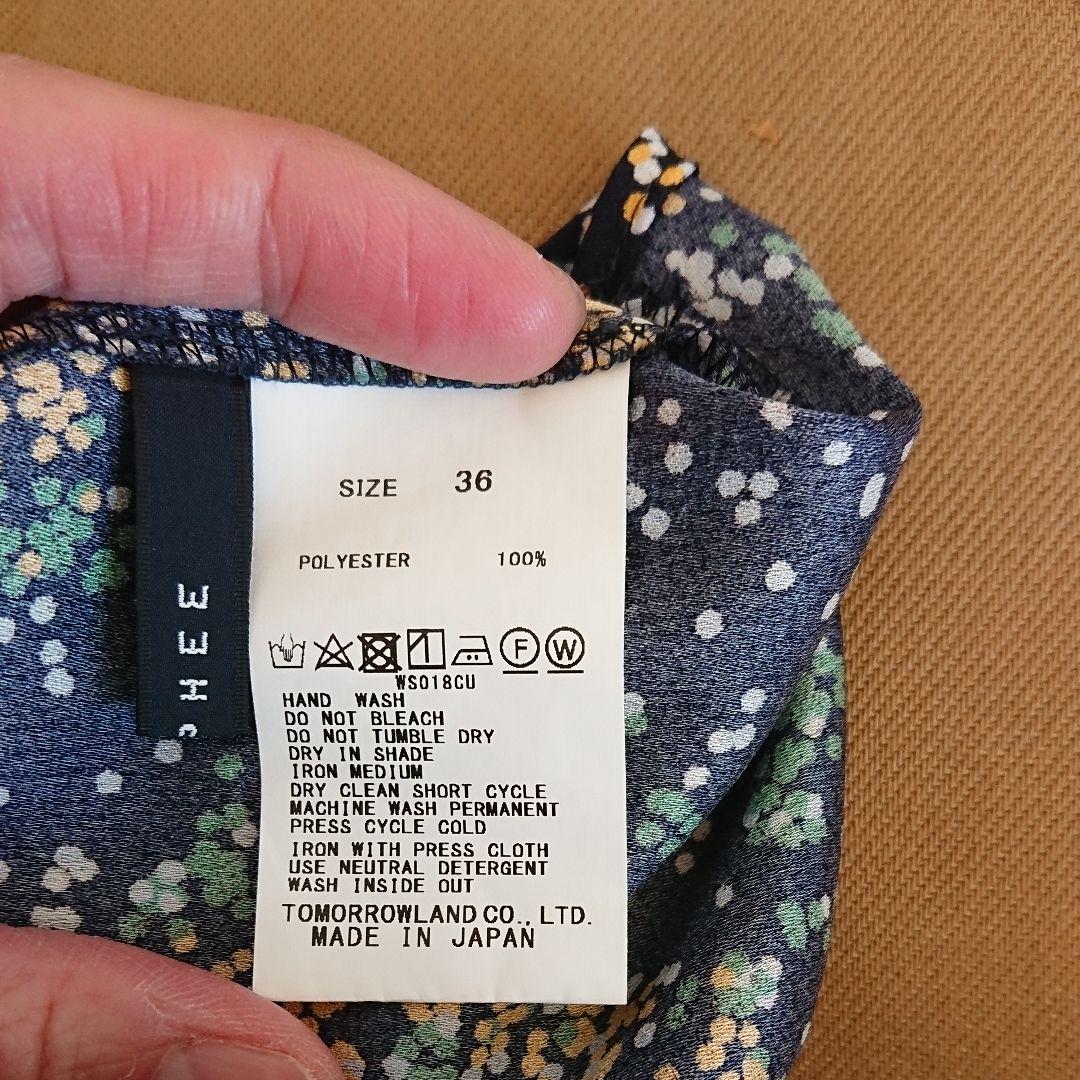 SIZE 36
POLYESTER 100%
F W
WS018CU
HAND WASH
DO NOT BLEACH
DO NOT TUMBLE DRY
DRY IN SHADE
IRON MEDIUM
DRY CLEAN SHORT CYCLE
MACHINE WASH PERMANENT
PRESS CYCLE COLD
IRON WITH PRESS CLOTH
USE NEUTRAL DETERGENT
WASH INSIDE OUT
TOMORROWLAND CO., LTD.
MADE IN JAPAN